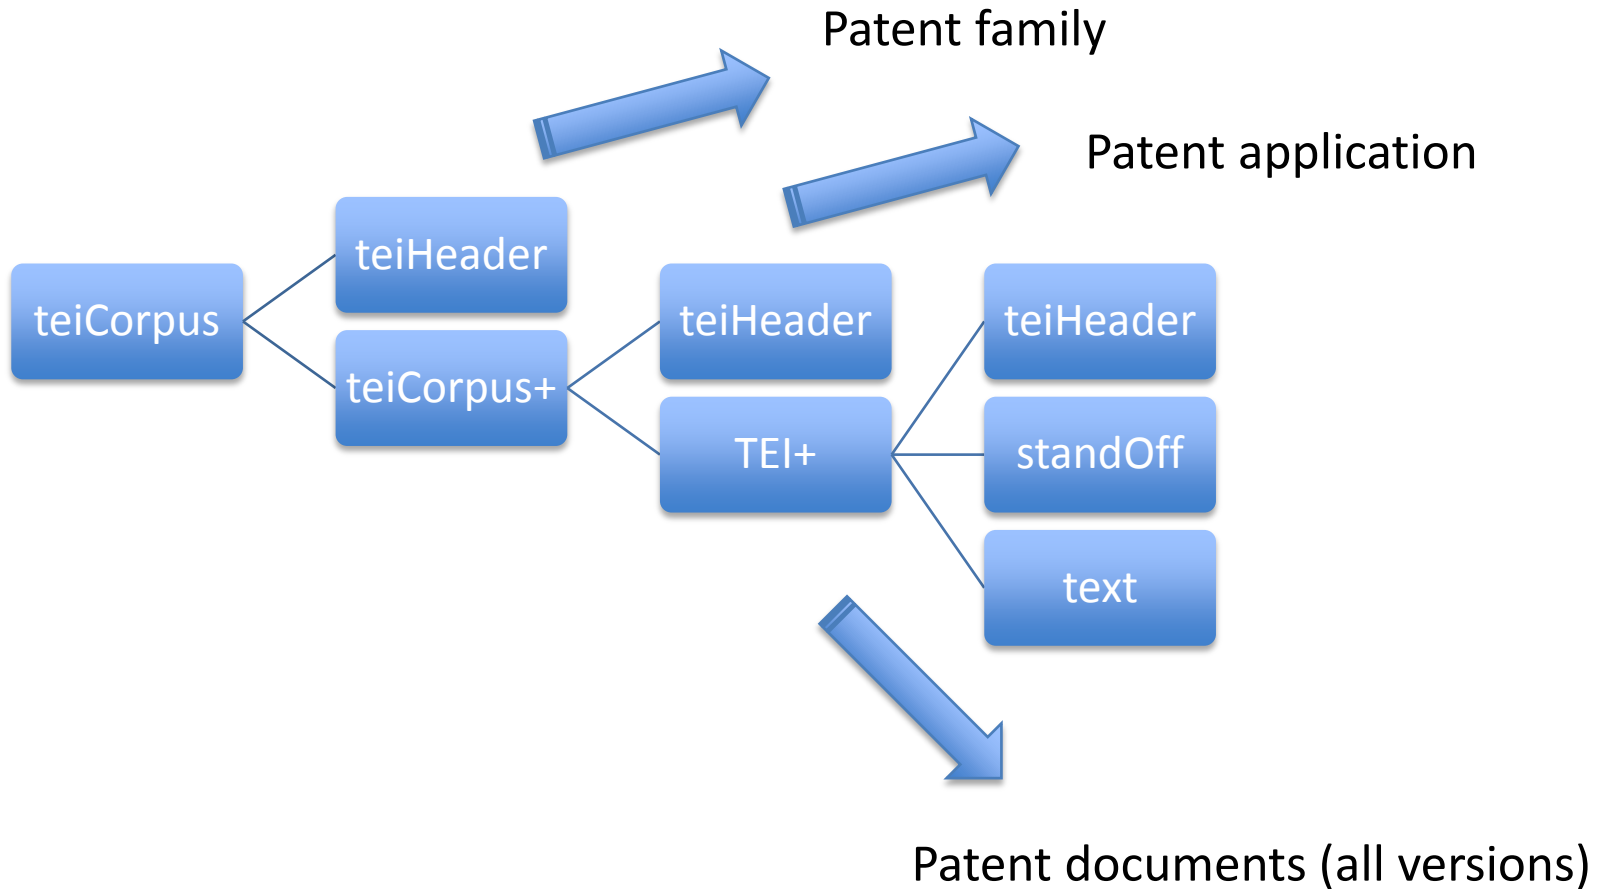 Patent family
Patent application
teiHeader
teiCorpus
teiHeader
teiHeader
teiCorpus+
TEI+
standOff
text
Patent documents (all versions)